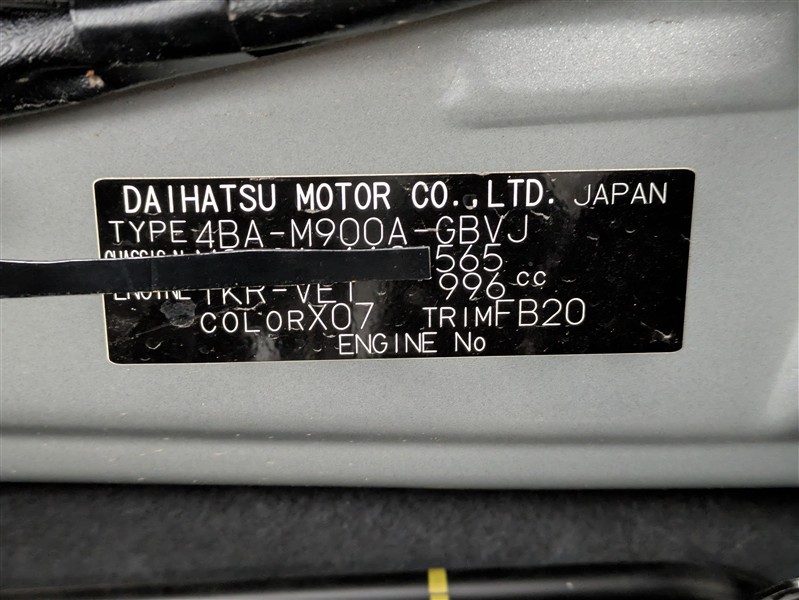 DAIHATSU MOTOR CO., LTD. JAPAN
TYPE 4BA-M900A-GBVJ
565
ENGINE 1KR-VET 996 cc
COLOR X07 TRIM FB20
ENGINE No